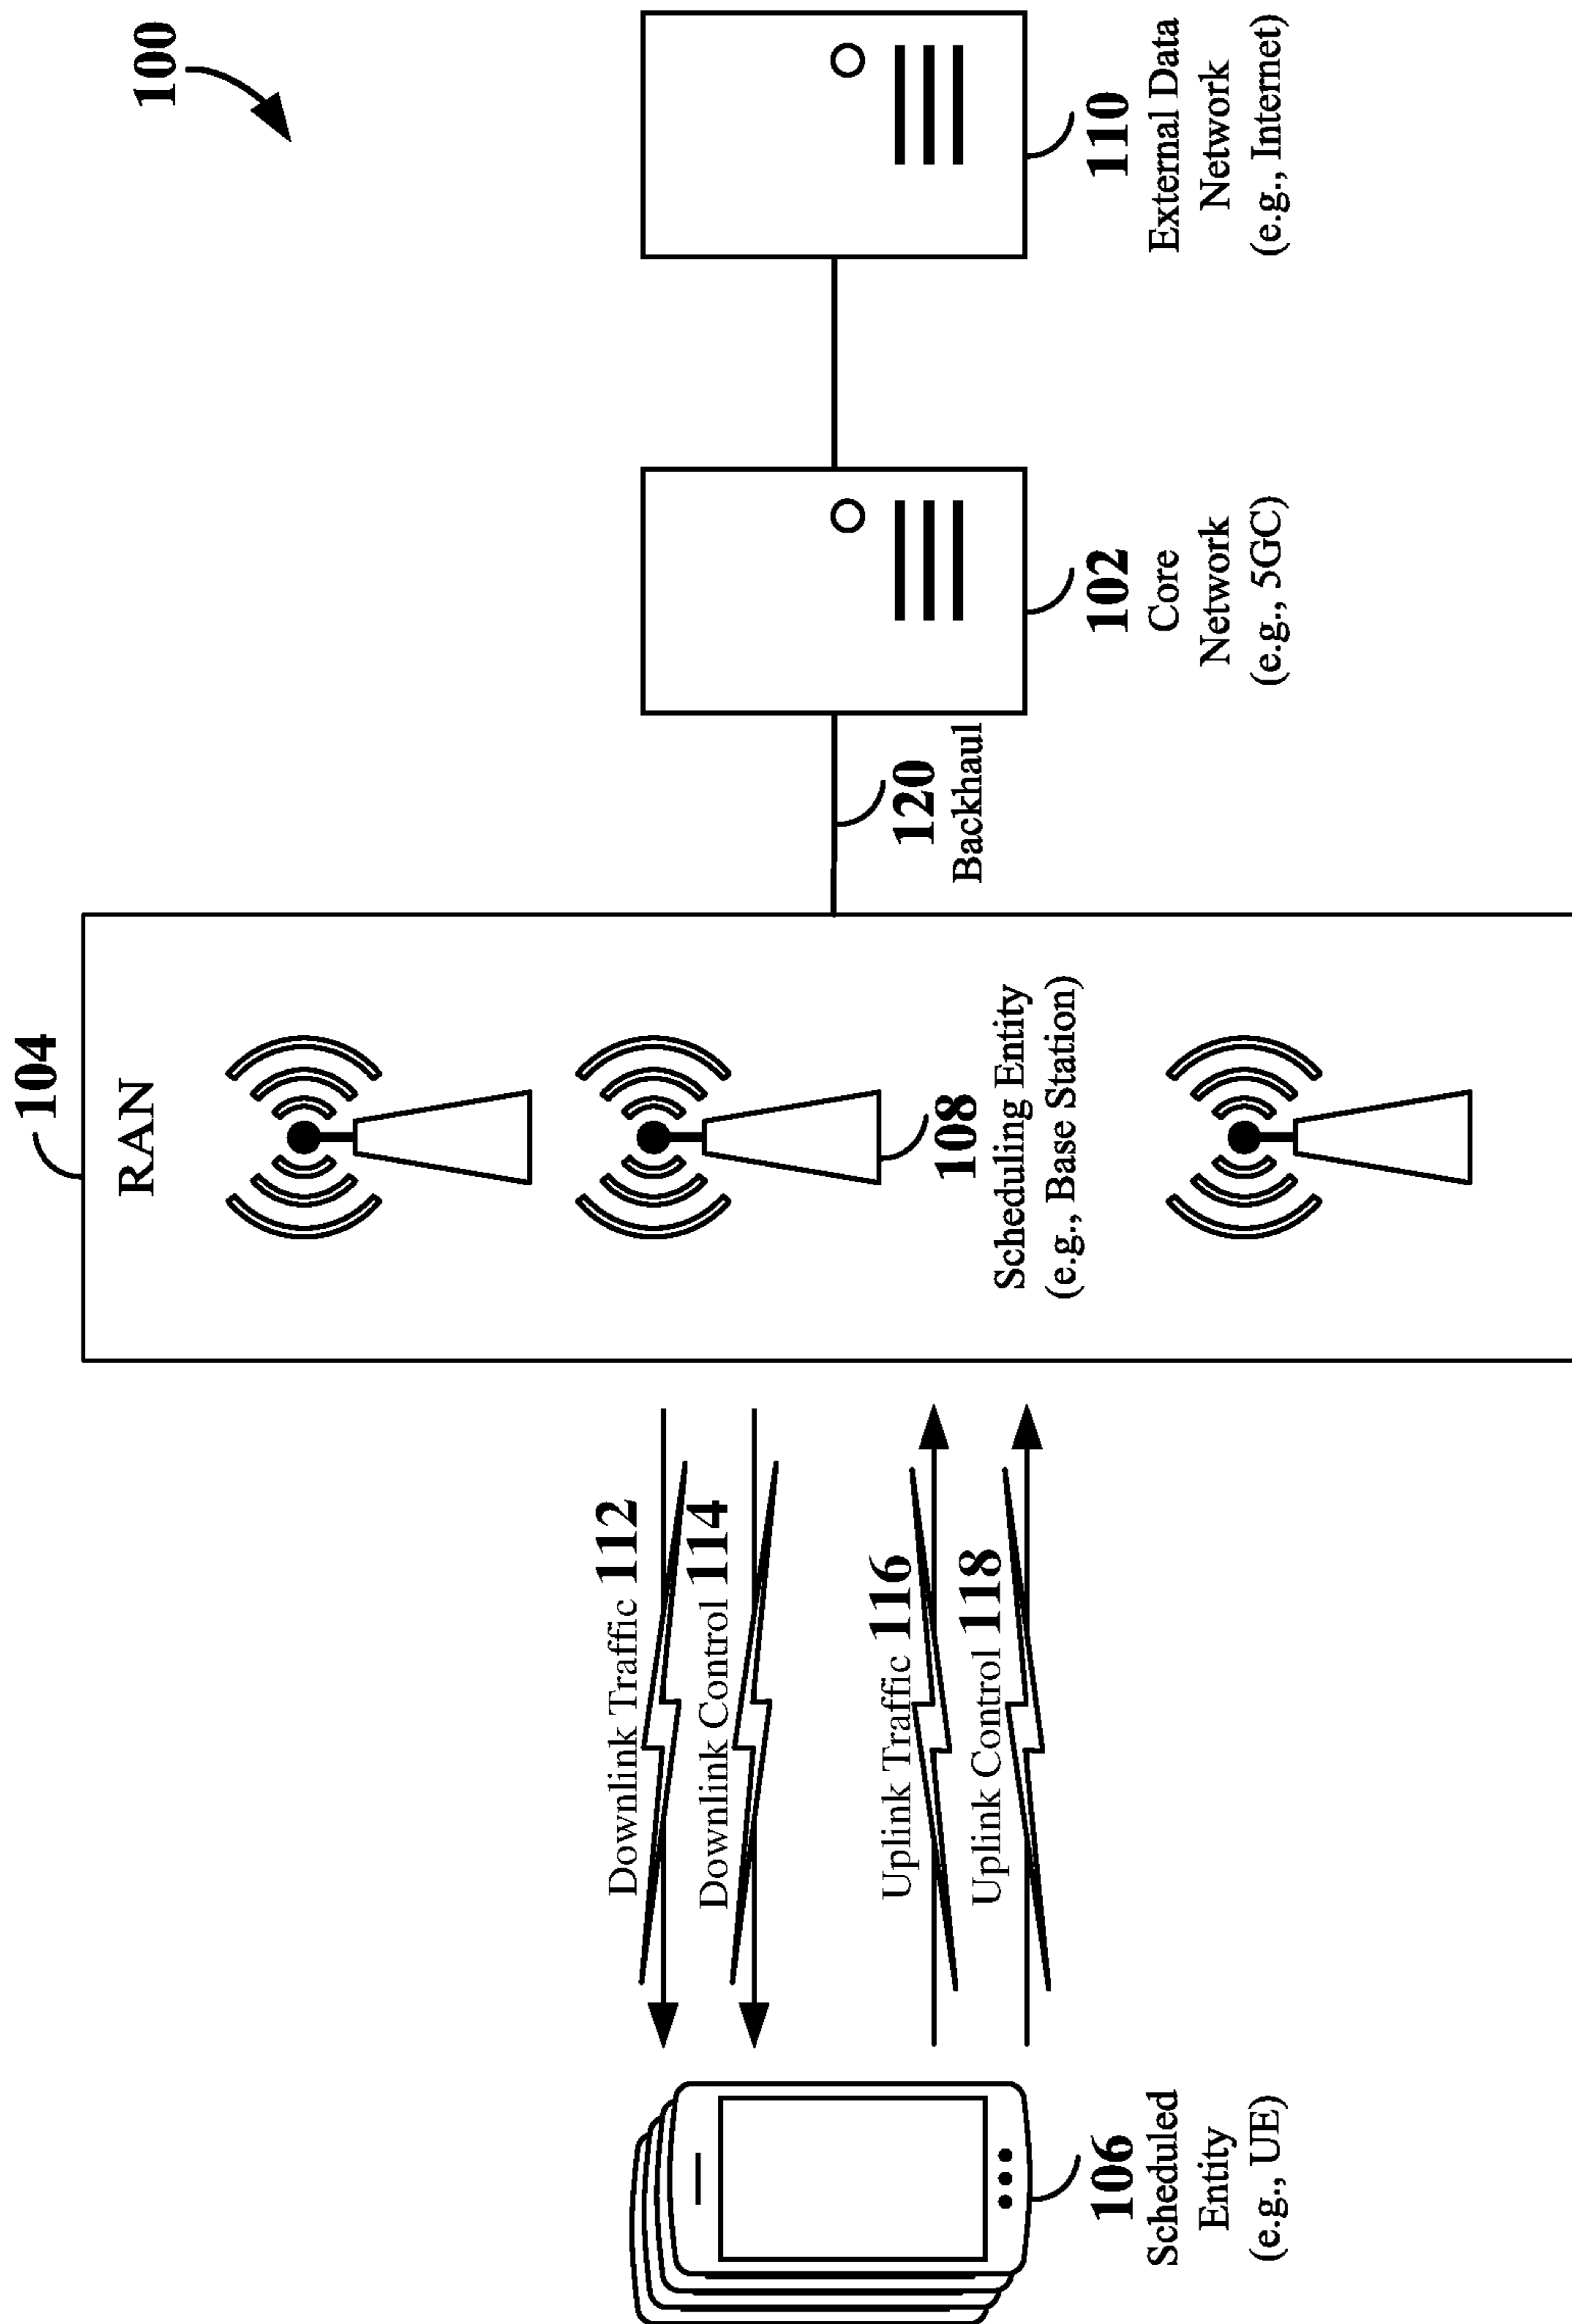 100
104
RAN
Downlink Traffic 112
Downlink Control 114
Uplink Traffic 116
Uplink Control 118
106
Scheduled
Entity
(e.g., UE)
108
Scheduling Entity
(e.g., Base Station)
120
Backhaul
102
Core
Network
(e.g., 5GC)
110
External Data
Network
(e.g., Internet)